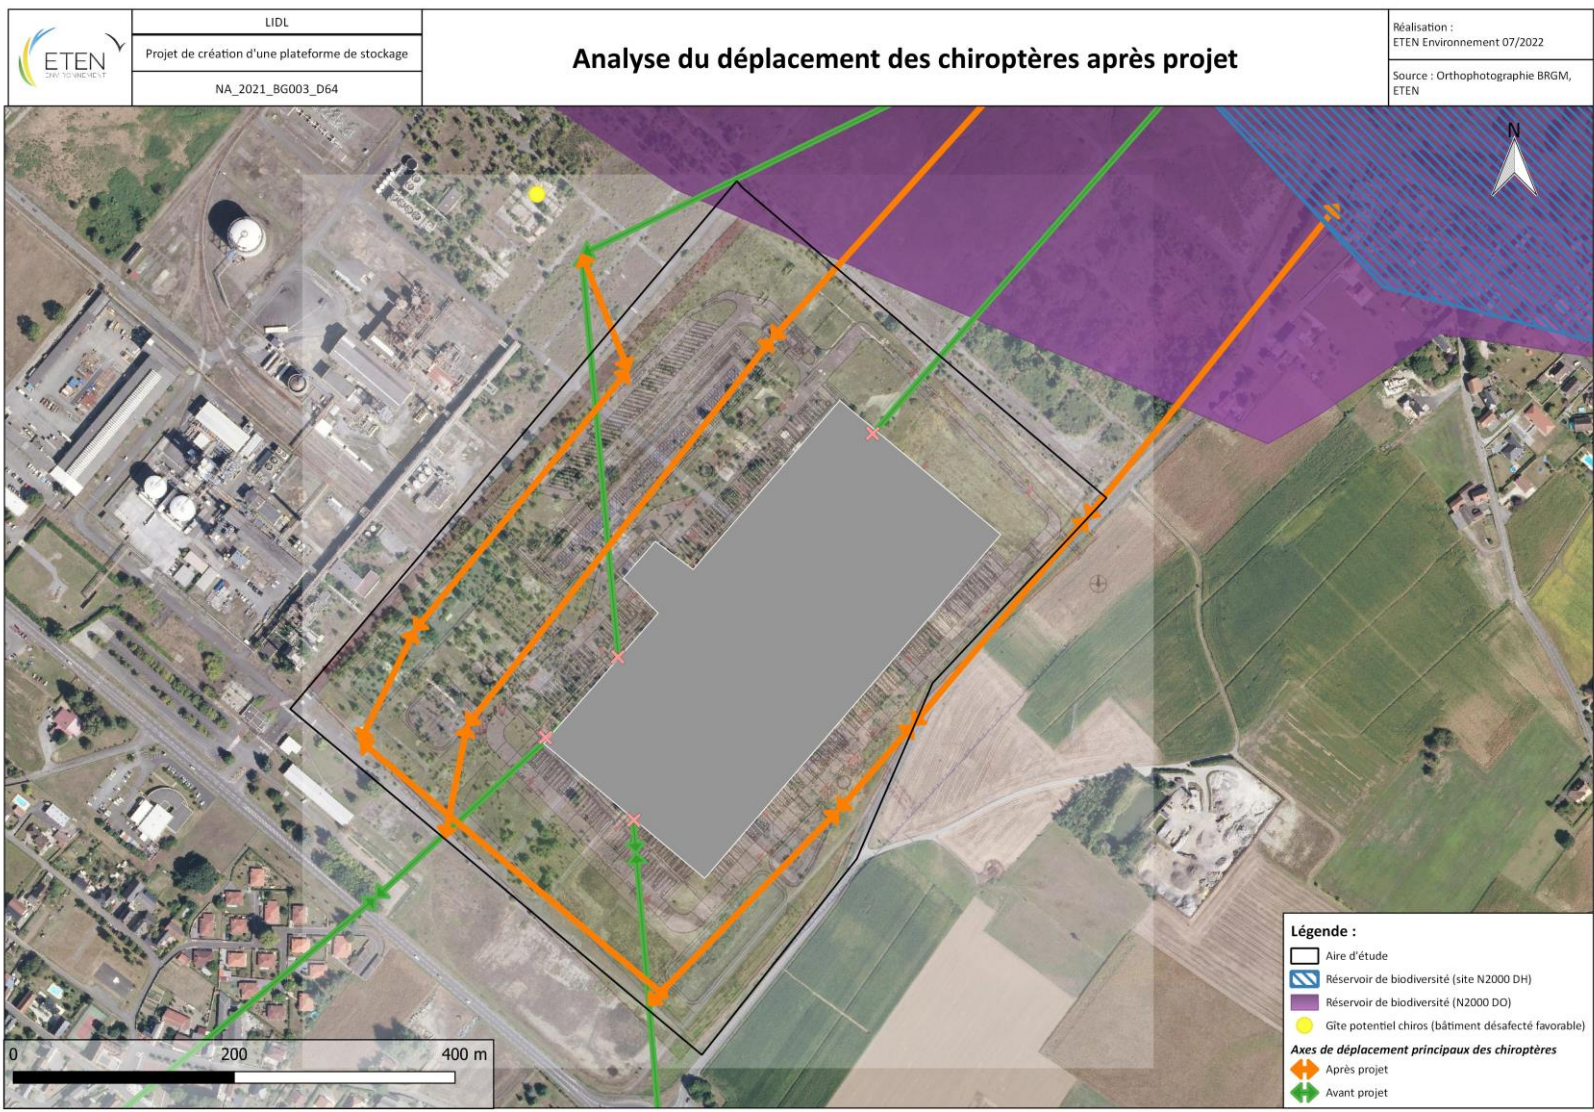 ETEN
ENVIRONNEMENT
LIDL
Projet de création d'une plateforme de stockage
NA_2021_BG003_D64
Analyse du déplacement des chiroptères après projet
Réalisation :
ETEN Environnement 07/2022
Source : Orthophotographie BRGM,
ETEN
N
Légende :
Aire d'étude
Réservoir de biodiversité (site N2000 DH)
Réservoir de biodiversité (N2000 DO)
Gîte potentiel chiros (bâtiment désafecté favorable)
Axes de déplacement principaux des chiroptères
Après projet
Avant projet
0 200 400 m